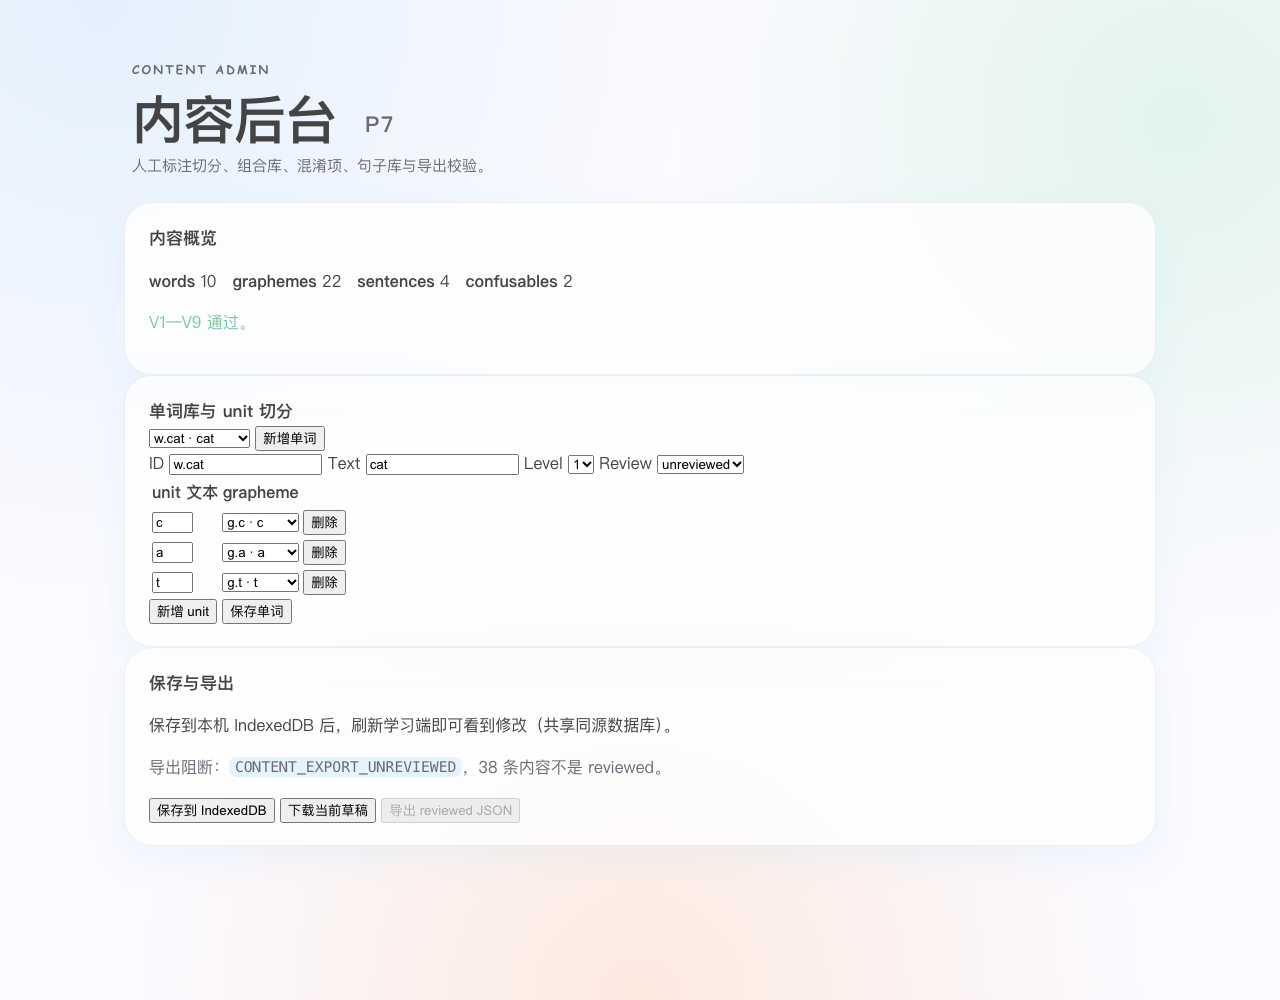 CONTENT ADMIN
内容后台 P7
人工标注切分、组合库、混淆项、句子库与导出校验。
内容概览
words 10 graphemes 22 sentences 4 confusables 2
V1—V9 通过。
单词库与 unit 切分
w.cat · cat 新增单词
ID w.cat Text cat Level 1 Review unreviewed
unit 文本 grapheme
c g.c · c 删除
a g.a · a 删除
t g.t · t 删除
新增 unit 保存单词
保存与导出
保存到本机 IndexedDB 后，刷新学习端即可看到修改（共享同源数据库）。
导出阻断：CONTENT_EXPORT_UNREVIEWED，38 条内容不是 reviewed。
保存到 IndexedDB 下载当前草稿 导出 reviewed JSON